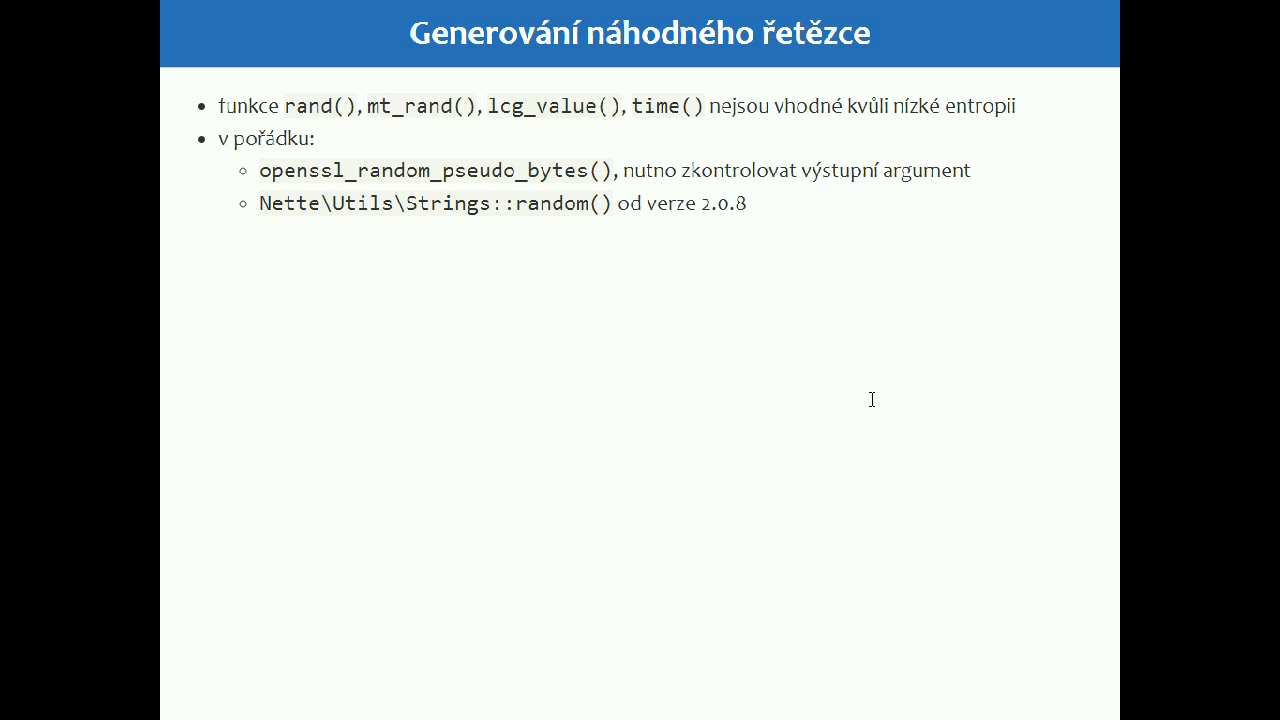 Generování náhodného řetězce
• funkce rand(), mt_rand(), lcg_value(), time() nejsou vhodné kvůli nízké entropii
• v pořádku:
◦ openssl_random_pseudo_bytes(), nutno zkontrolovat výstupní argument
◦ Nette\Utils\Strings::random() od verze 2.0.8